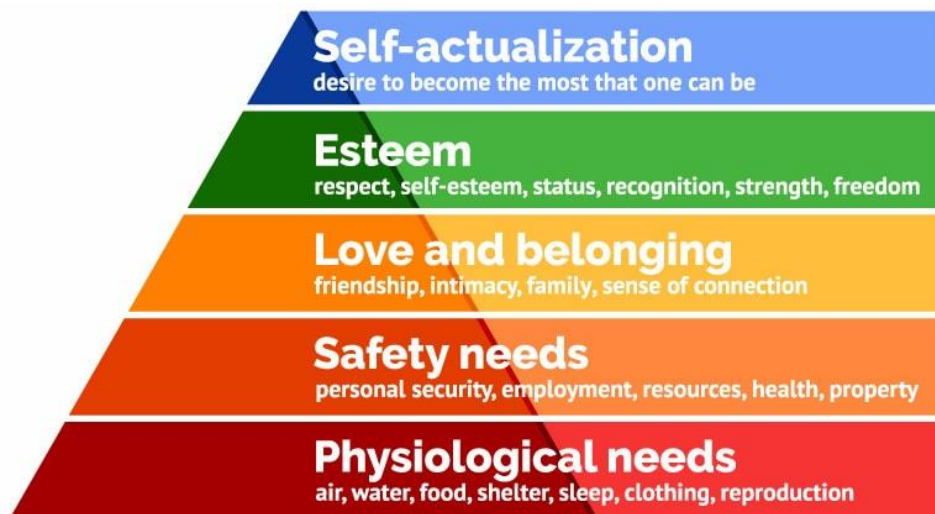 Self-actualization
desire to become the most that one can be
Esteem
respect, self-esteem, status, recognition, strength, freedom
Love and belonging
friendship, intimacy, family, sense of connection
Safety needs
personal security, employment, resources, health, property
Physiological needs
air, water, food, shelter, sleep, clothing, reproduction